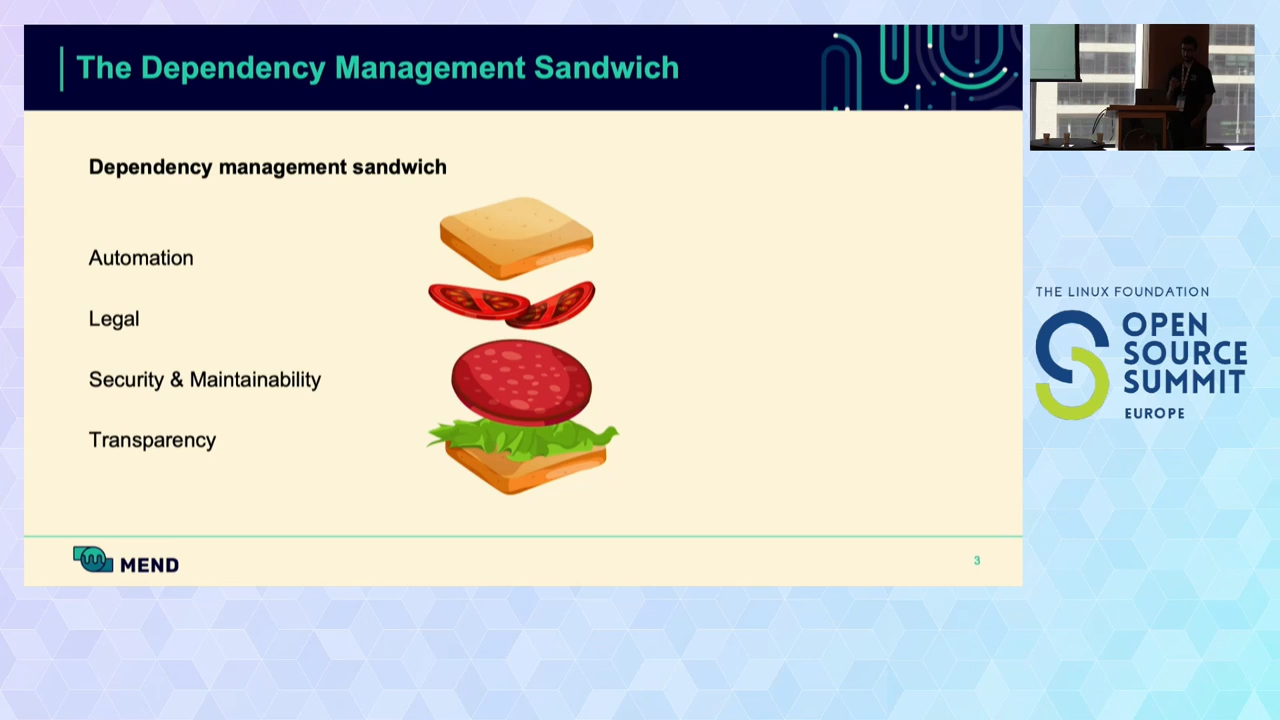 The Dependency Management Sandwich
Dependency management sandwich
Automation
Legal
Security & Maintainability
Transparency
MEND
3
THE LINUX FOUNDATION
OPEN
SOURCE
SUMMIT
EUROPE